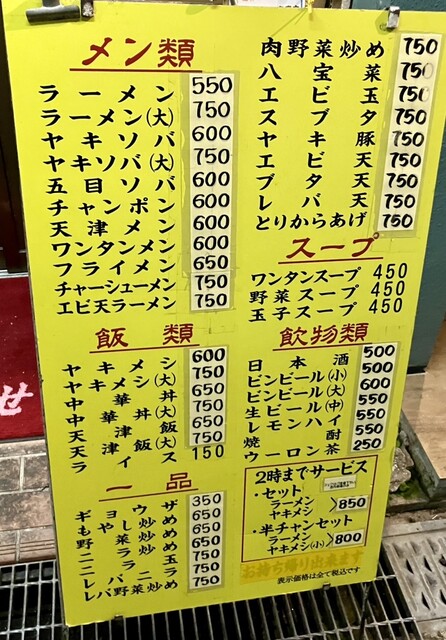 メン類
ラーメン 550
ラーメン(大) 750
ヤキソバ 600
ヤキソバ(大) 750
五目ソバ 600
チャンポン 600
天津メン 600
ワンタンメン 600
フライメン 650
チャーシューメン 750
エビ天ラーメン 750
飯類
ヤキメシ 600
ヤキメシ(大) 750
中華丼 650
中華丼(大) 750
天津飯 650
天津飯(大) 750
ライス 150
一品
ギョウザ 350
もやし炒め 650
野菜炒め 650
ニラ玉 650
レバニラ 750
レバ野菜炒め 750
肉野菜炒め 750
八宝菜 750
エビ玉 750
スブタ 750
ヤキ豚 750
エビ天 750
ブタ天 750
レバ天 750
とりからあげ 750
スープ
ワンタンスープ 450
野菜スープ 450
玉子スープ 450
飲物類
日本酒 500
ビンビール(小) 500
ビンビール(大) 600
生ビール(中) 550
レモンハイ 550
焼酎 550
ウーロン茶 250
2時までサービス
・セット
ラーメン
ヤキメシ
850
・半チャンセット
ラーメン
ヤキメシ(小)
800
お持ち帰り出来ます
表示価格は全て税込です
せ